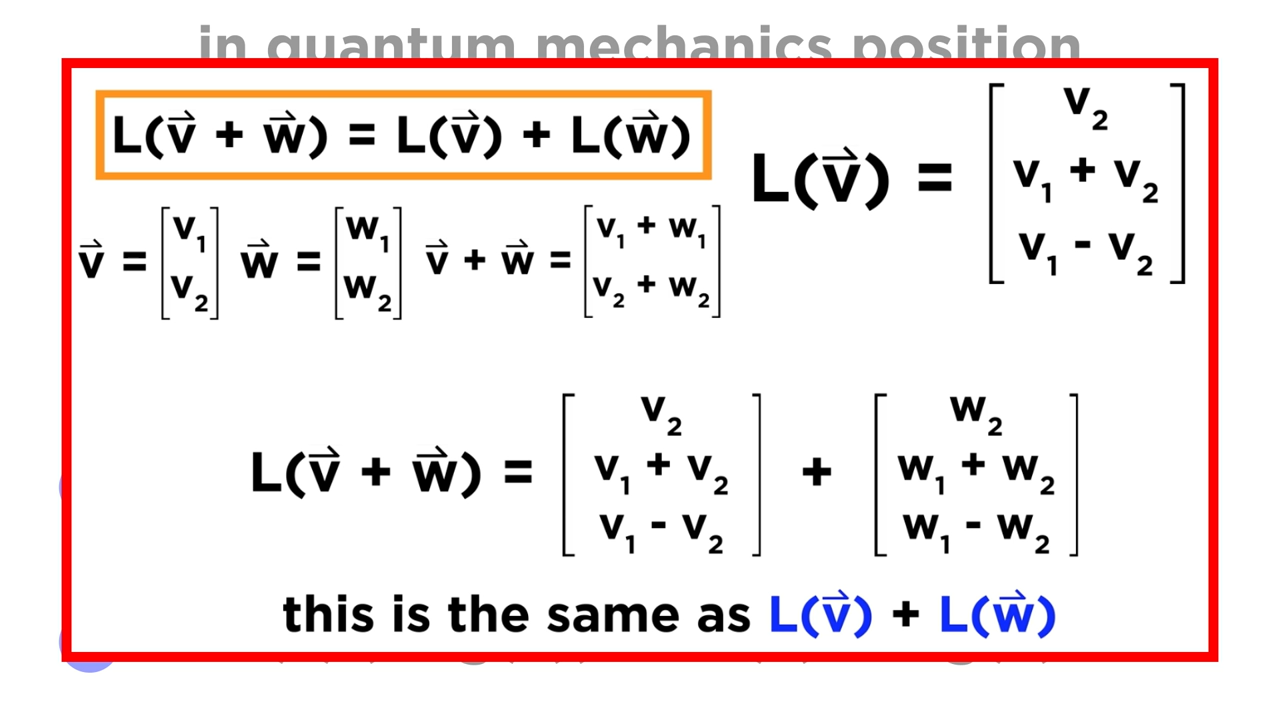 in quantum mechanics position
L(v⃗ + w⃗) = L(v⃗) + L(w⃗)
L(v⃗) = [v₂
v₁ + v₂
v₁ - v₂]
v⃗ = [v₁
v₂]
w⃗ = [w₁
w₂]
v⃗ + w⃗ = [v₁ + w₁
v₂ + w₂]
L(v⃗ + w⃗) = [v₂
v₁ + v₂
v₁ - v₂]
+ [w₂
w₁ + w₂
w₁ - w₂]
this is the same as L(v⃗) + L(w⃗)